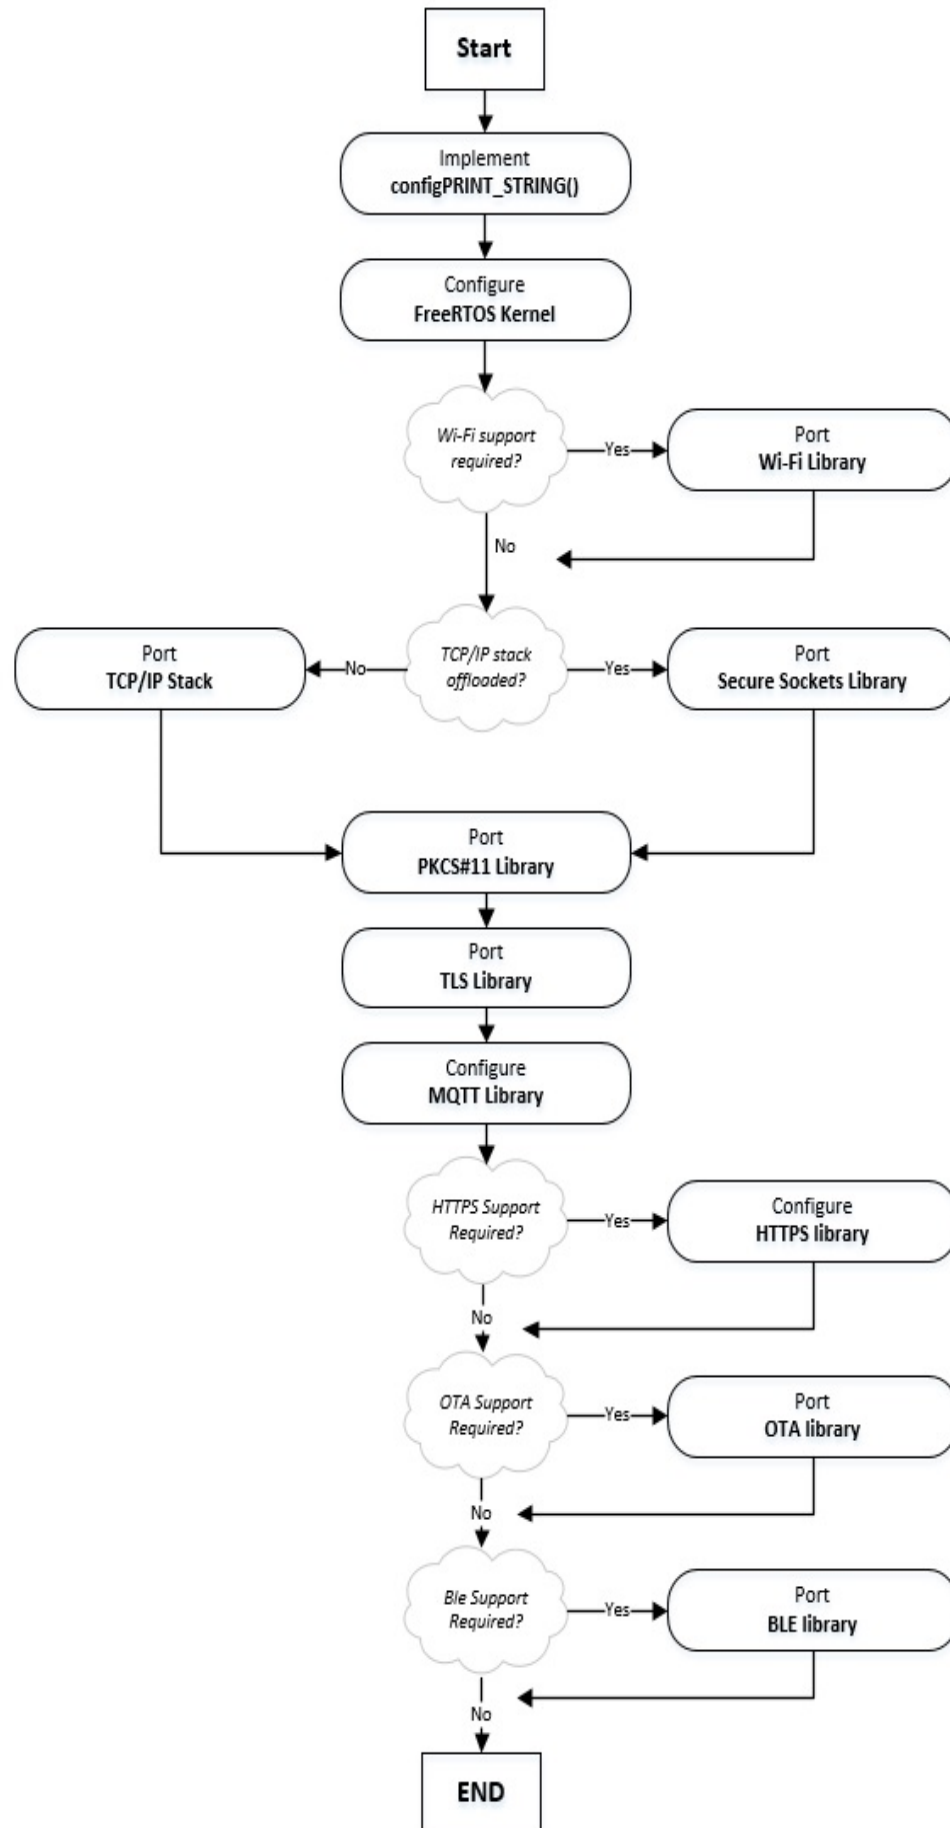 Start
Implement
configPRINT_STRING()
Configure
FreeRTOS Kernel
Wi-Fi support
required?
Yes
Port
Wi-Fi Library
No
Port
TCP/IP Stack
No
TCP/IP stack
offloaded?
Yes
Port
Secure Sockets Library
Port
PKCS#11 Library
Port
TLS Library
Configure
MQTT Library
HTTPS Support
Required?
Yes
Configure
HTTPS library
No
OTA Support
Required?
Yes
Port
OTA library
No
Ble Support
Required?
Yes
Port
BLE library
No
END